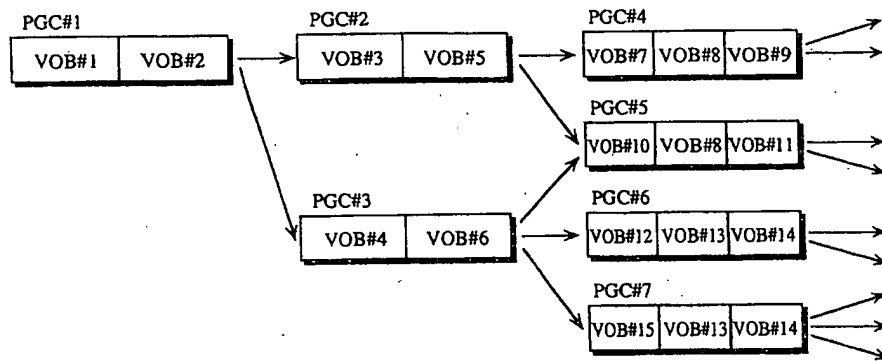 PGC#1
VOB#1 VOB#2
PGC#2
VOB#3 VOB#5
PGC#4
VOB#7 VOB#8 VOB#9
PGC#5
VOB#10 VOB#8 VOB#11
PGC#3
VOB#4 VOB#6
PGC#6
VOB#12 VOB#13 VOB#14
PGC#7
VOB#15 VOB#13 VOB#14